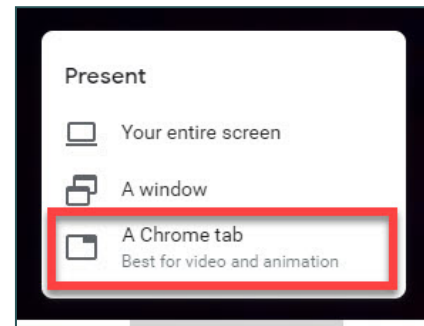 Present
Your entire screen
A window
A Chrome tab
Best for video and animation